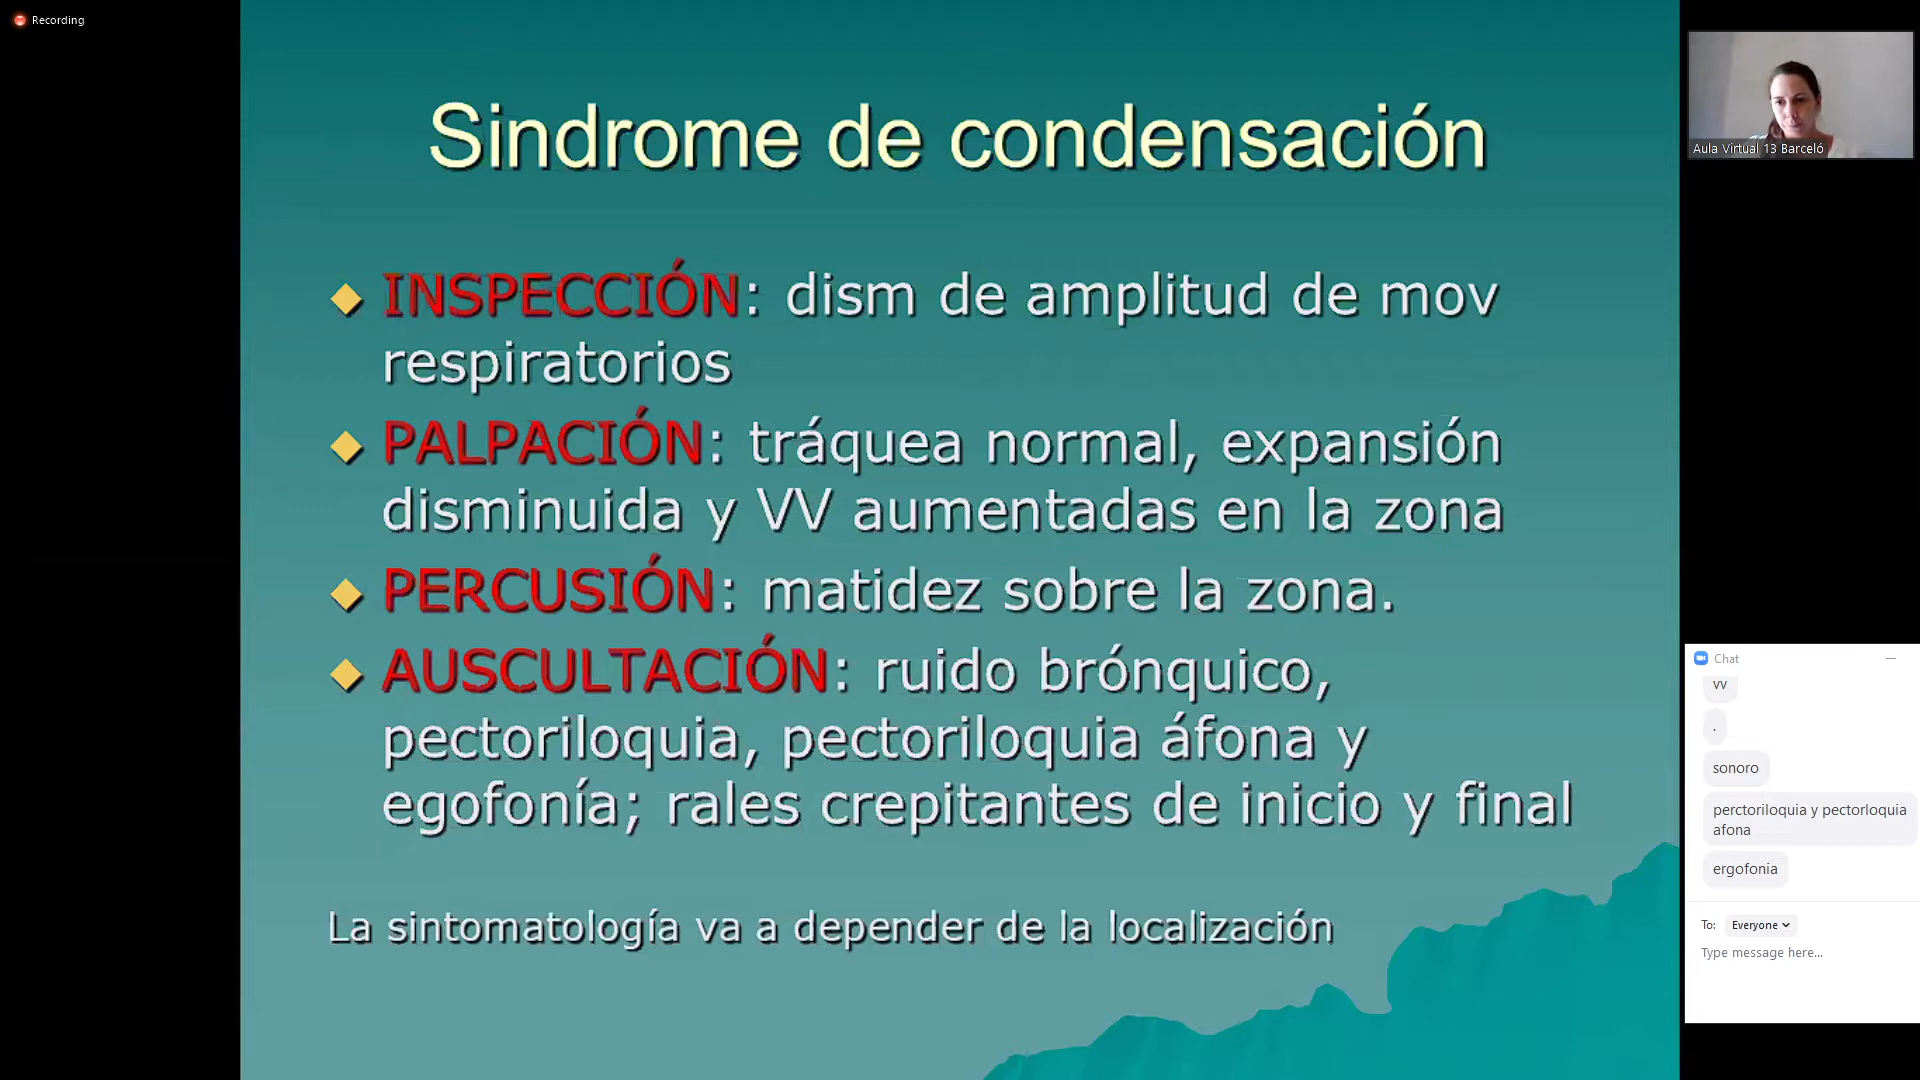 Recording
Sindrome de condensación
INSPECCIÓN: dism de amplitud de mov
respiratorios
PALPACIÓN: tráquea normal, expansión
disminuida y VV aumentadas en la zona
PERCUSIÓN: matidez sobre la zona.
AUSCULTACIÓN: ruido brónquico,
pectoriloquia, pectoriloquia áfona y
egofonía; rales crepitantes de inicio y final
La sintomatología va a depender de la localización
Aula Virtual 13 Barceló
Chat
vv
.
sonoro
perctoriloquia y pectorloquia
afona
ergofonia
To: Everyone
Type message here...